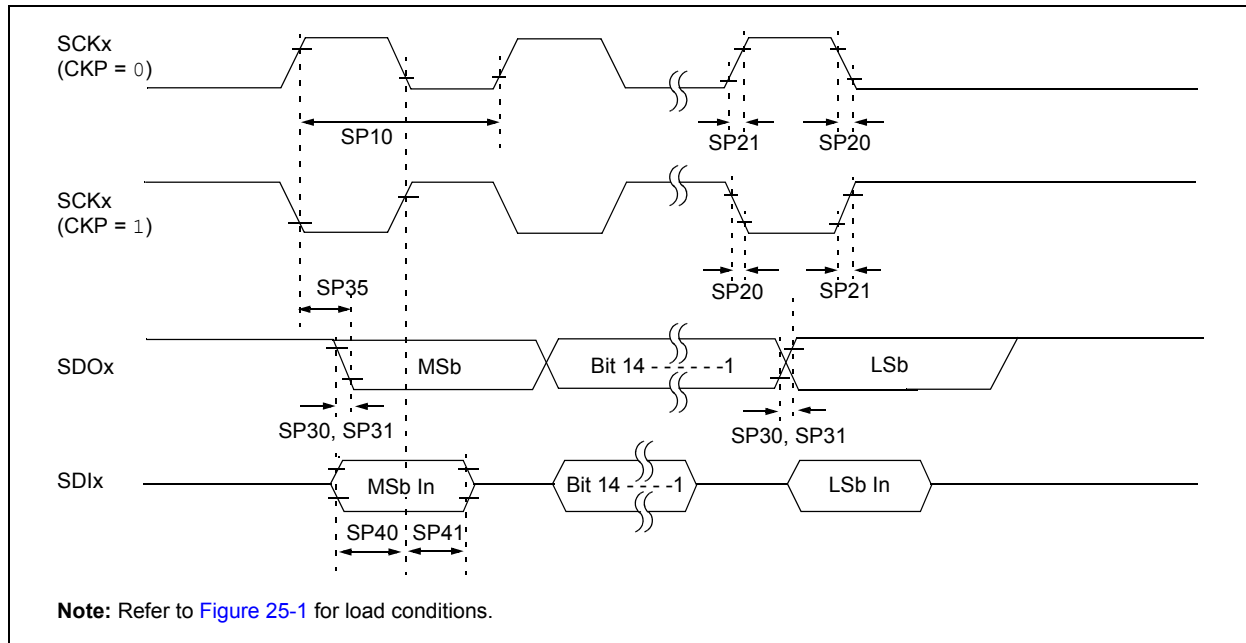 SCKx
(CKP = 0)
SP10
SP21
SP20
SCKx
(CKP = 1)
SP35
SP20
SP21
SDOx
MSb
Bit 14 - - - - - -1
LSb
SP30, SP31
SP30, SP31
SDIx
MSb In
Bit 14 - - - - -1
LSb In
SP40
SP41
Note: Refer to Figure 25-1 for load conditions.